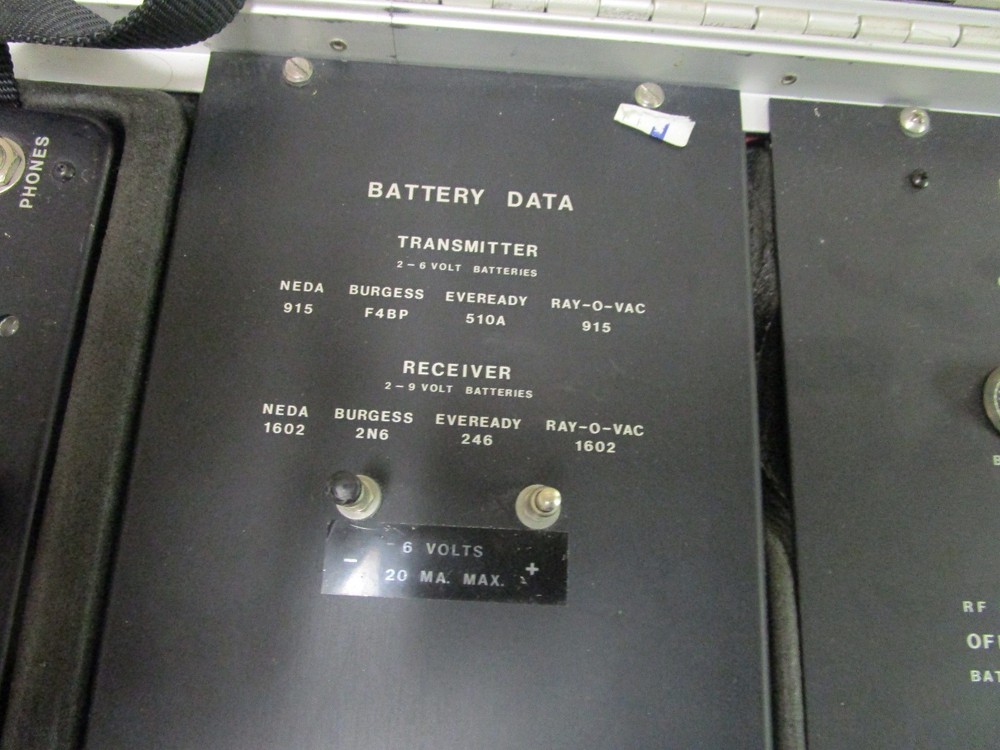 PHONES
BATTERY DATA
TRANSMITTER
2-6 VOLT BATTERIES
NEDA BURGESS EVEREADY RAY-O-VAC
915 F4BP 510A 915
RECEIVER
2-9 VOLT BATTERIES
NEDA BURGESS EVEREADY RAY-O-VAC
1602 2N6 246 1602
6 VOLTS
- +
20 MA. MAX.
RF